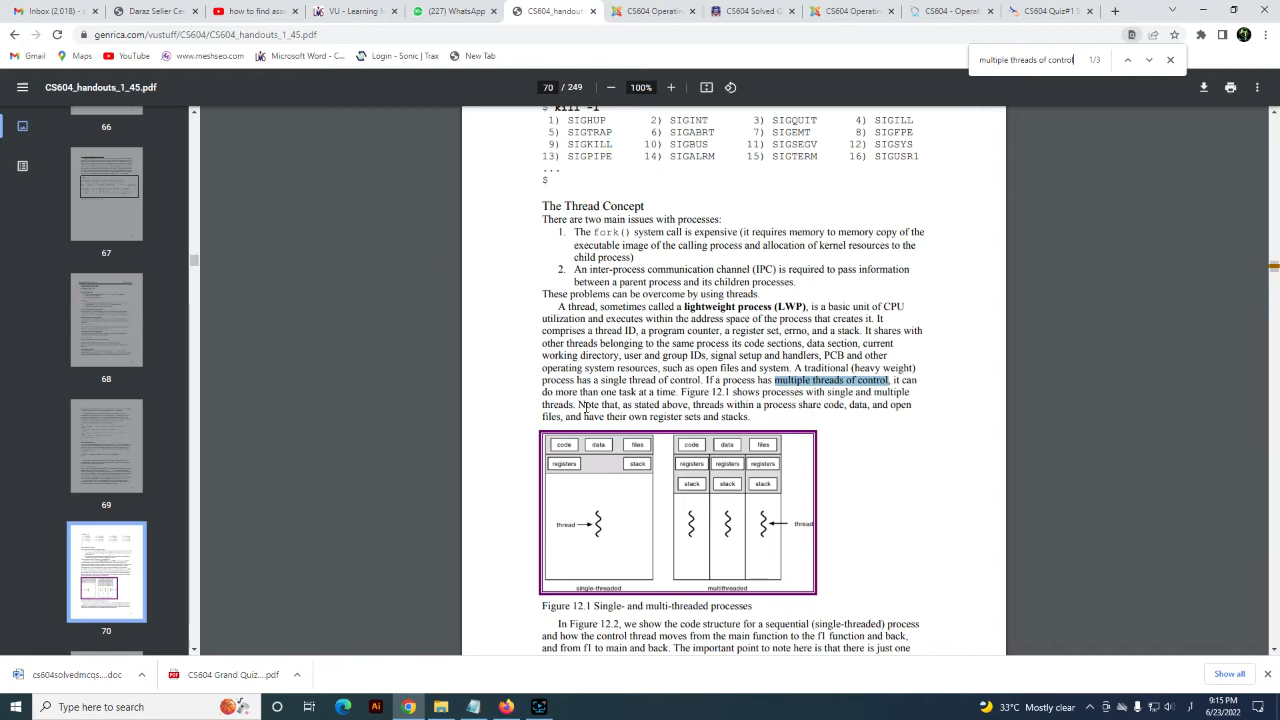 Inbox (2,018) -
Daraz Seller Cente
how to find asses
VU - Learning M
(227) WhatsApp
CS604_handouts
CS604 Operatin
CS604 Solved Q
CS604 Operatin
CS604 - Operati
CS604 Quiz#1 S
genrica.com/vustuff/CS604/CS604_handouts_1_45.pdf
Gmail
Maps
YouTube
www.meshseo.com
Microsoft Word - C...
Login - Sonic | Trax
New Tab
multiple threads of control
1/3
CS604_handouts_1_45.pdf
70 / 249
100%
66
67
68
69
70
$ kill -l
1) SIGHUP 2) SIGINT 3) SIGQUIT 4) SIGILL
5) SIGTRAP 6) SIGABRT 7) SIGEMT 8) SIGFPE
9) SIGKILL 10) SIGBUS 11) SIGSEGV 12) SIGSYS
13) SIGPIPE 14) SIGALRM 15) SIGTERM 16) SIGUSR1
...
$
The Thread Concept
There are two main issues with processes:
1. The fork() system call is expensive (it requires memory to memory copy of the
executable image of the calling process and allocation of kernel resources to the
child process)
2. An inter-process communication channel (IPC) is required to pass information
between a parent process and its children processes.
These problems can be overcome by using threads.
A thread, sometimes called a lightweight process (LWP), is a basic unit of CPU
utilization and executes within the address space of the process that creates it. It
comprises a thread ID, a program counter, a register set, errno, and a stack. It shares with
other threads belonging to the same process its code sections, data section, current
working directory, user and group IDs, signal setup and handlers, PCB and other
operating system resources, such as open files and system. A traditional (heavy weight)
process has a single thread of control. If a process has multiple threads of control, it can
do more than one task at a time. Figure 12.1 shows processes with single and multiple
threads. Note that, as stated above, threads within a process share code, data, and open
files, and have their own register sets and stacks.
code data files
registers stack
thread
single-threaded
code data files
registers registers registers
stack stack stack
thread
multithreaded
Figure 12.1 Single- and multi-threaded processes
In Figure 12.2, we show the code structure for a sequential (single-threaded) process
and how the control thread moves from the main function to the f1 function and back,
and from f1 to main and back. The important point to note here is that there is just one
cs604solvedmcqs....doc
CS604 Grand Quiz....pdf
Show all
Type here to search
33°C Mostly clear
9:15 PM
6/23/2022